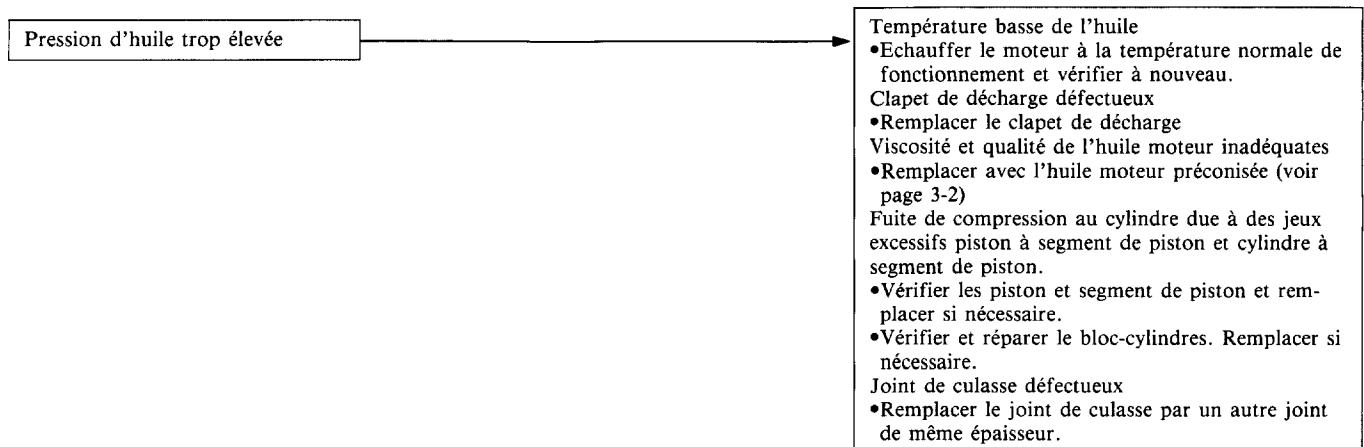 Pression d'huile trop élevée
Température basse de l'huile
•Echauffer le moteur à la température normale de
fonctionnement et vérifier à nouveau.
Clapet de décharge défectueux
•Remplacer le clapet de décharge
Viscosité et qualité de l'huile moteur inadéquates
•Remplacer avec l'huile moteur préconisée (voir
page 3-2)
Fuite de compression au cylindre due à des jeux
excessifs piston à segment de piston et cylindre à
segment de piston.
•Vérifier les piston et segment de piston et rem-
placer si nécessaire.
•Vérifier et réparer le bloc-cylindres. Remplacer si
nécessaire.
Joint de culasse défectueux
•Remplacer le joint de culasse par un autre joint
de même épaisseur.